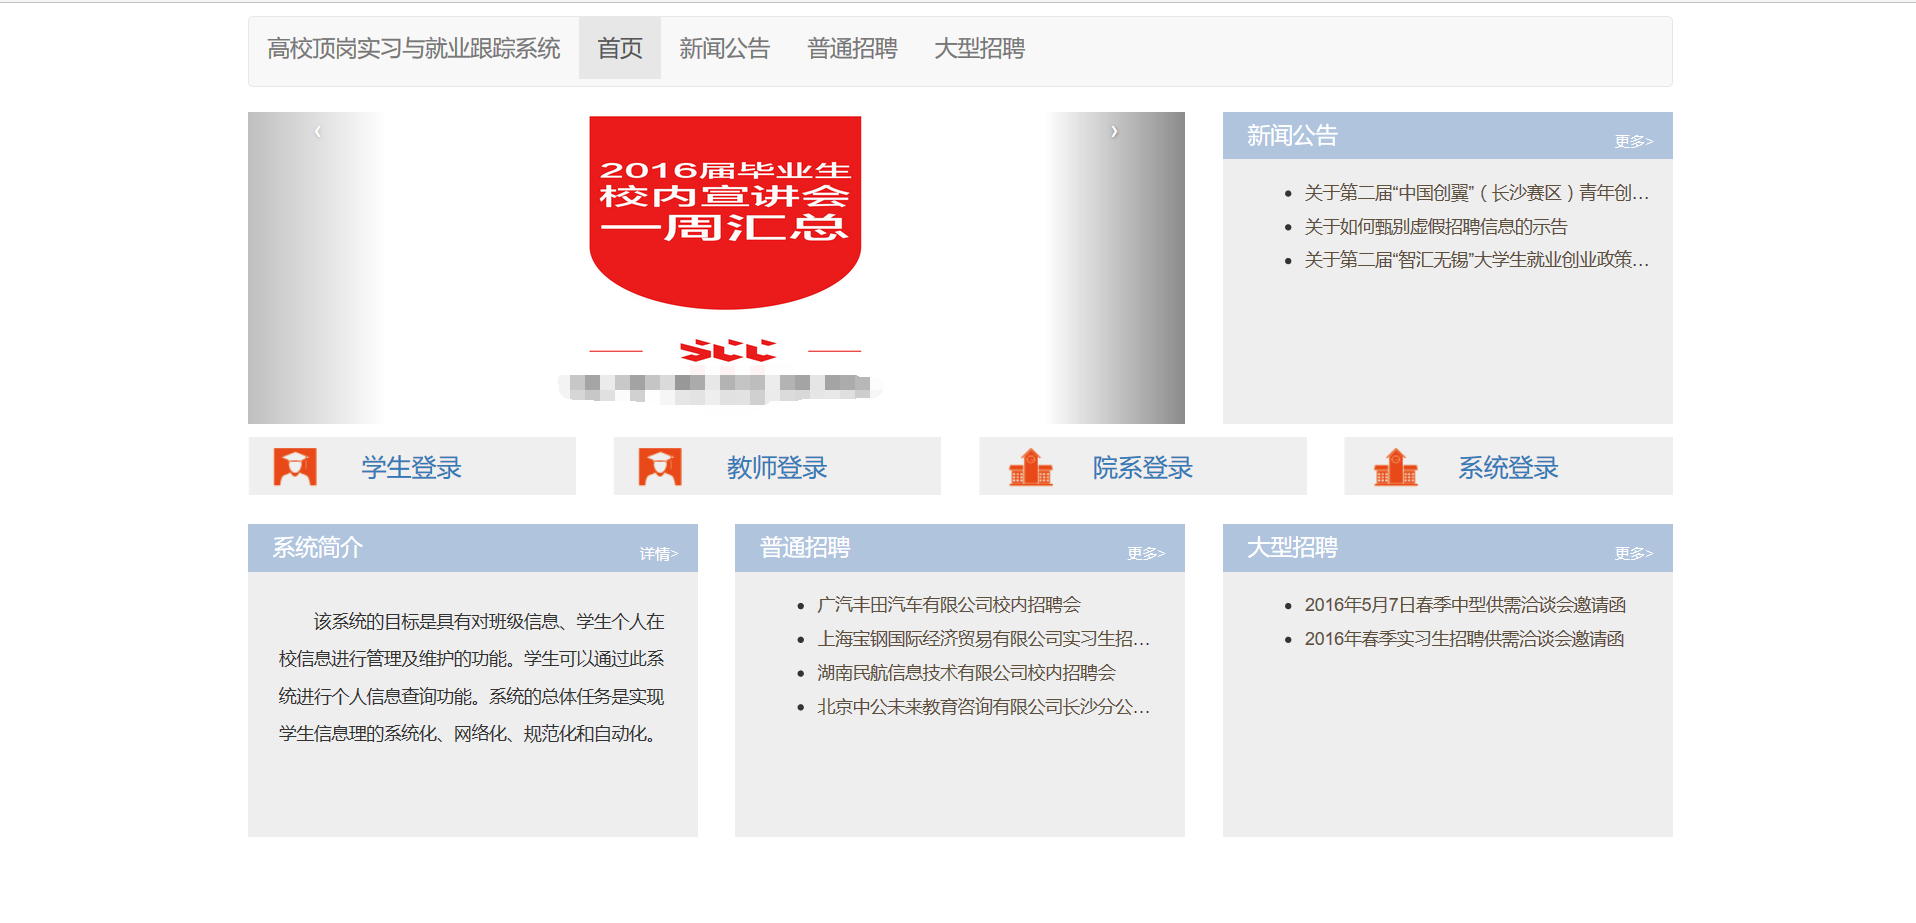 高校顶岗实习与就业跟踪系统 首页 新闻公告 普通招聘 大型招聘
‹
›
2016届毕业生
校内宣讲会
一周汇总
SCC
新闻公告 更多>
关于第二届“中国创翼”（长沙赛区）青年创...
关于如何甄别虚假招聘信息的示告
关于第二届“智汇无锡”大学生就业创业政策...
学生登录 教师登录 院系登录 系统登录
系统简介 详情>
该系统的目标是具有对班级信息、学生个人在
校信息进行管理及维护的功能。学生可以通过此系
统进行个人信息查询功能。系统的总体任务是实现
学生信息理的系统化、网络化、规范化和自动化。
普通招聘 更多>
广汽丰田汽车有限公司校内招聘会
上海宝钢国际经济贸易有限公司实习生招...
湖南民航信息技术有限公司校内招聘会
北京中公未来教育咨询有限公司长沙分公...
大型招聘 更多>
2016年5月7日春季中型供需洽谈会邀请函
2016年春季实习生招聘供需洽谈会邀请函